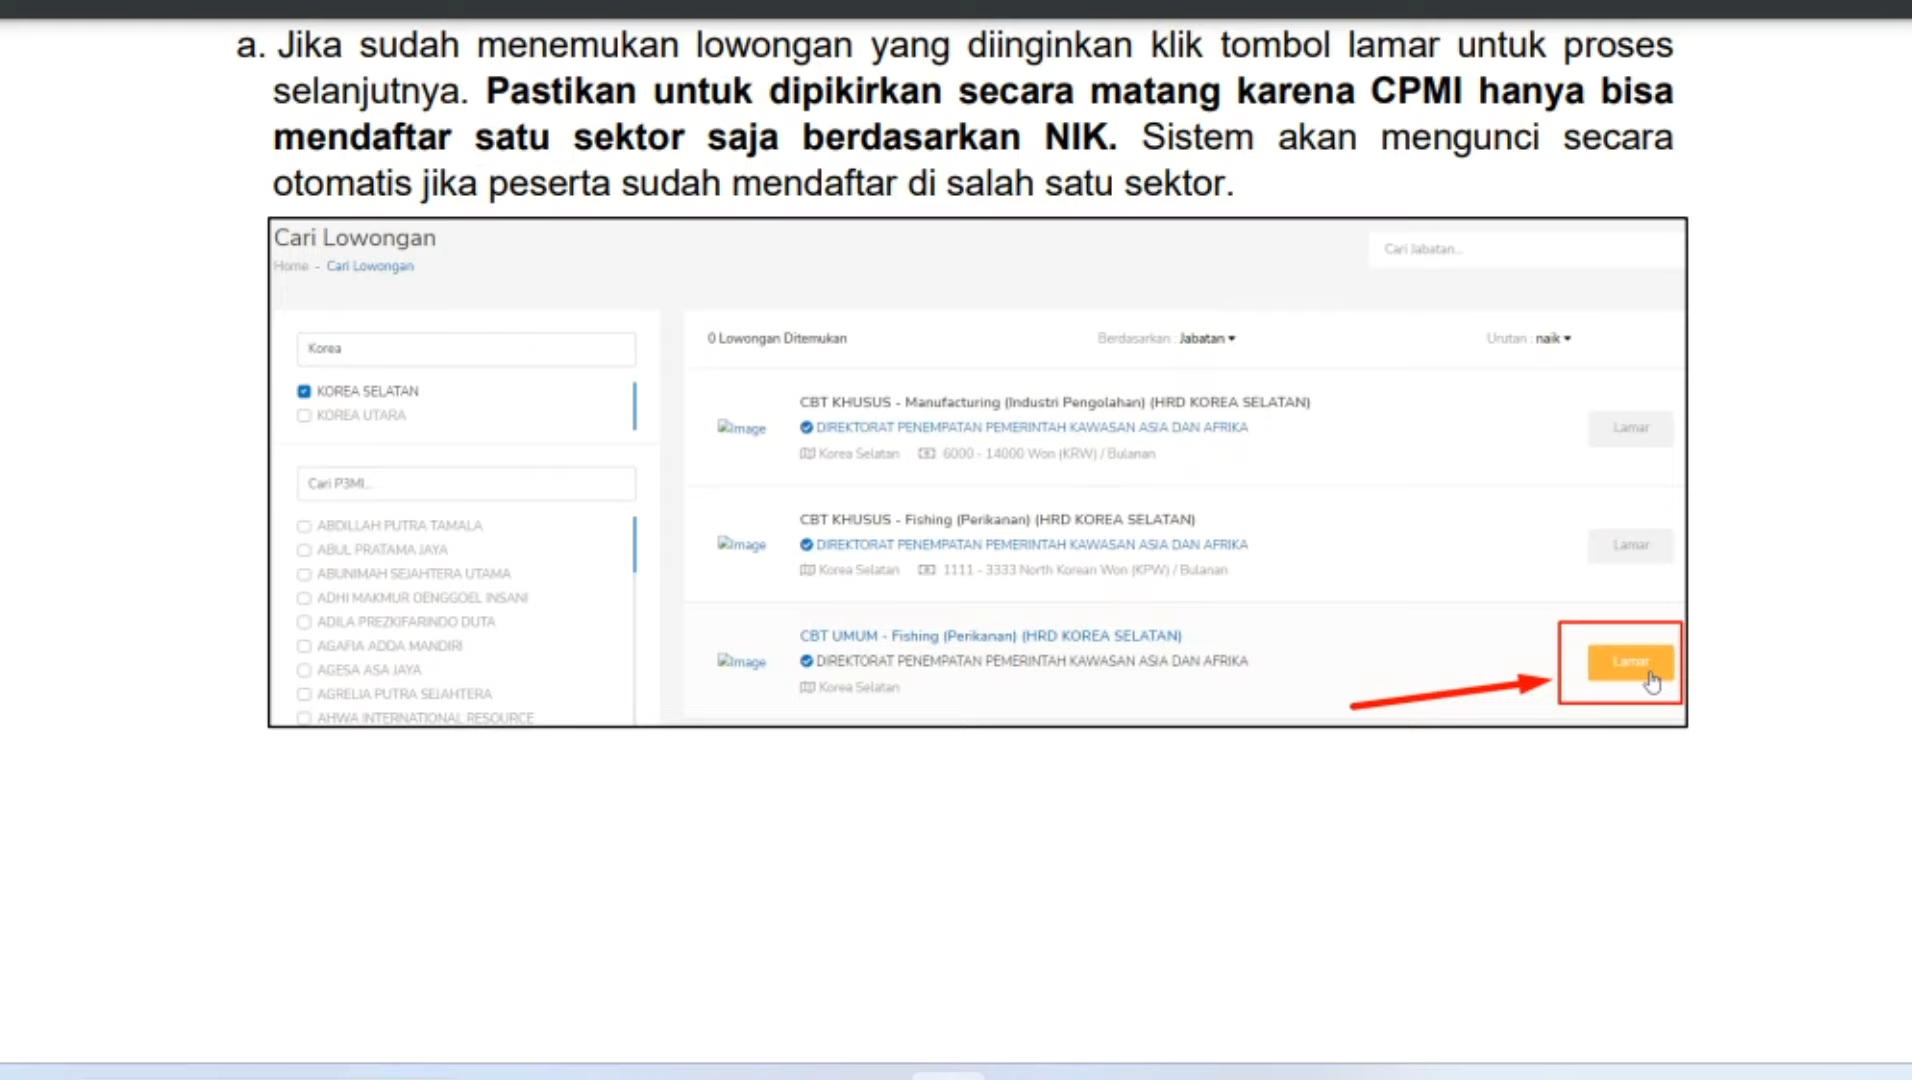 a. Jika sudah menemukan lowongan yang diinginkan klik tombol lamar untuk proses
selanjutnya. Pastikan untuk dipikirkan secara matang karena CPMI hanya bisa
mendaftar satu sektor saja berdasarkan NIK. Sistem akan mengunci secara
otomatis jika peserta sudah mendaftar di salah satu sektor.
Cari Lowongan
Cari Jabatan...
Home - Cari Lowongan
Korea
KOREA SELATAN
KOREA UTARA
Cari P3MI...
ABDILLAH PUTRA TAMALA
ABUL PRATAMA JAYA
ABUNIMAH SEJAHTERA UTAMA
ADHI MAKMUR OENGGOEL INSANI
ADILA PREZKIFARINDO DUTA
AGAFIA ADDA MANDIRI
AGESA ASA JAYA
AGRELIA PUTRA SEJAHTERA
AHWA INTERNATIONAL RESOURCE
0 Lowongan Ditemukan
Berdasarkan : Jabatan
Urutan : naik
CBT KHUSUS - Manufacturing (Industri Pengolahan) (HRD KOREA SELATAN)
Image
DIREKTORAT PENEMPATAN PEMERINTAH KAWASAN ASIA DAN AFRIKA
Lamar
Korea Selatan 6000 - 14000 Won (KRW) / Bulanan
CBT KHUSUS - Fishing (Perikanan) (HRD KOREA SELATAN)
Image
DIREKTORAT PENEMPATAN PEMERINTAH KAWASAN ASIA DAN AFRIKA
Lamar
Korea Selatan 1111 - 3333 North Korean Won (KPW) / Bulanan
CBT UMUM - Fishing (Perikanan) (HRD KOREA SELATAN)
Image
DIREKTORAT PENEMPATAN PEMERINTAH KAWASAN ASIA DAN AFRIKA
Lamar
Korea Selatan